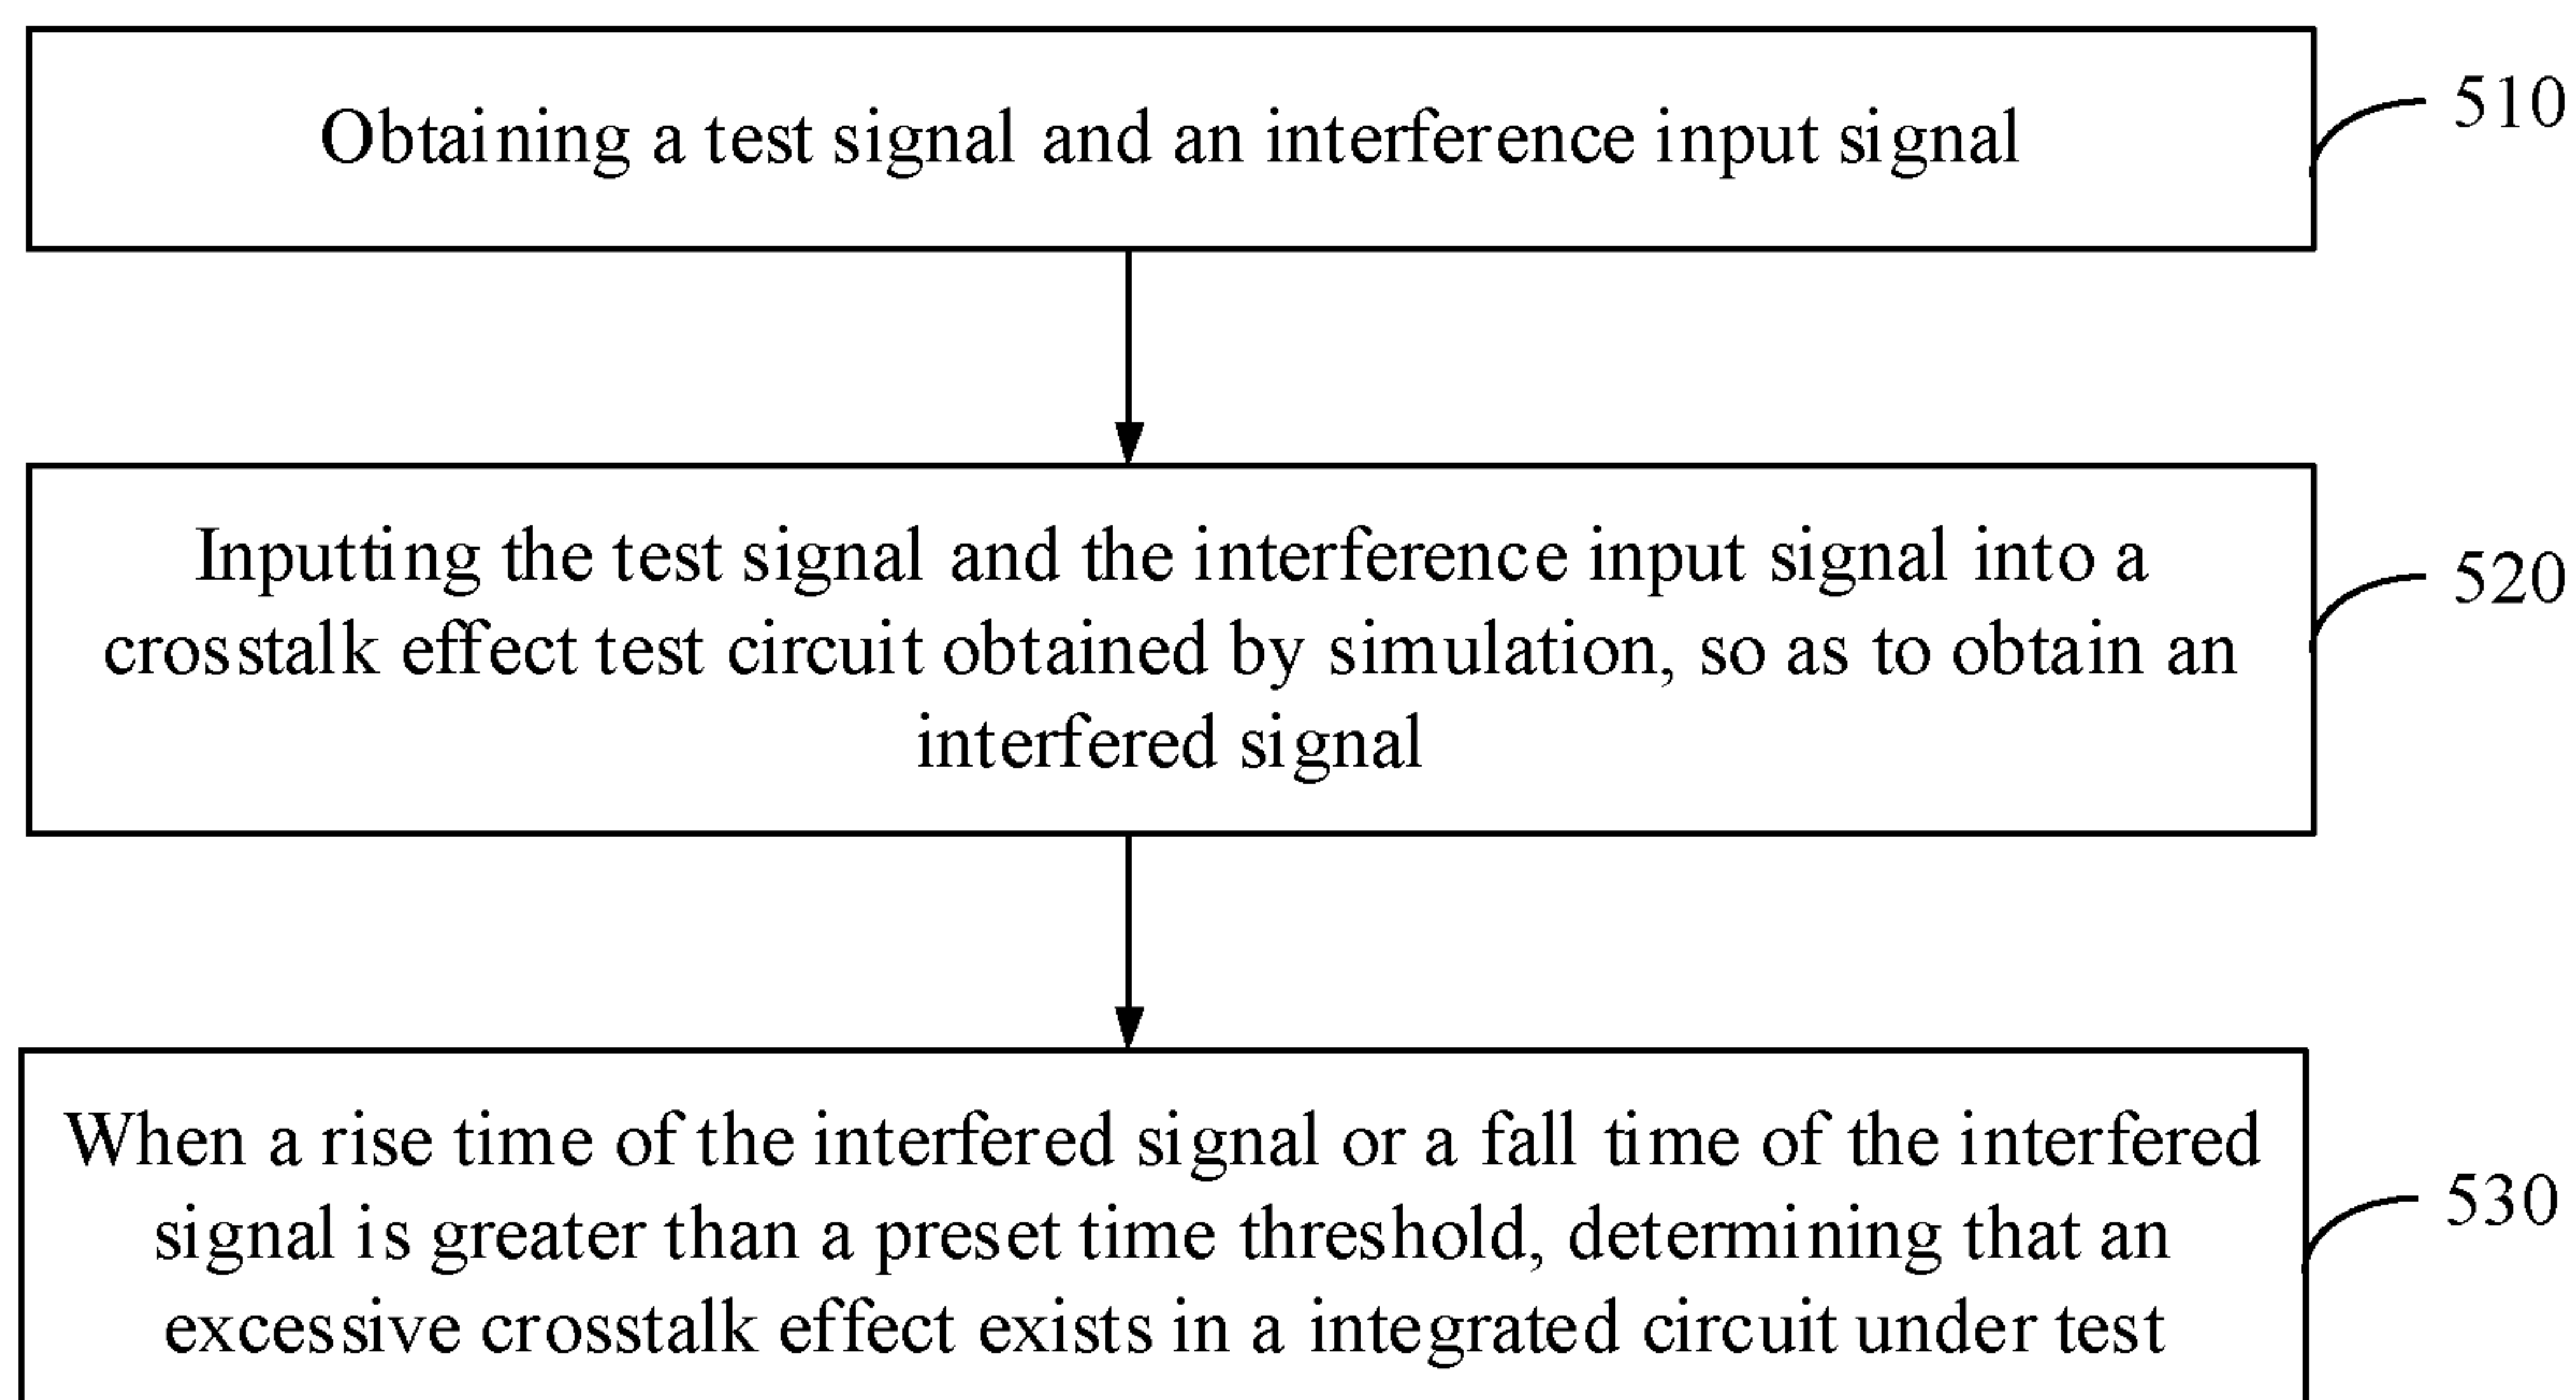 Obtaining a test signal and an interference input signal
510
Inputting the test signal and the interference input signal into a
crosstalk effect test circuit obtained by simulation, so as to obtain an
interfered signal
520
When a rise time of the interfered signal or a fall time of the interfered
signal is greater than a preset time threshold, determining that an
excessive crosstalk effect exists in a integrated circuit under test
530